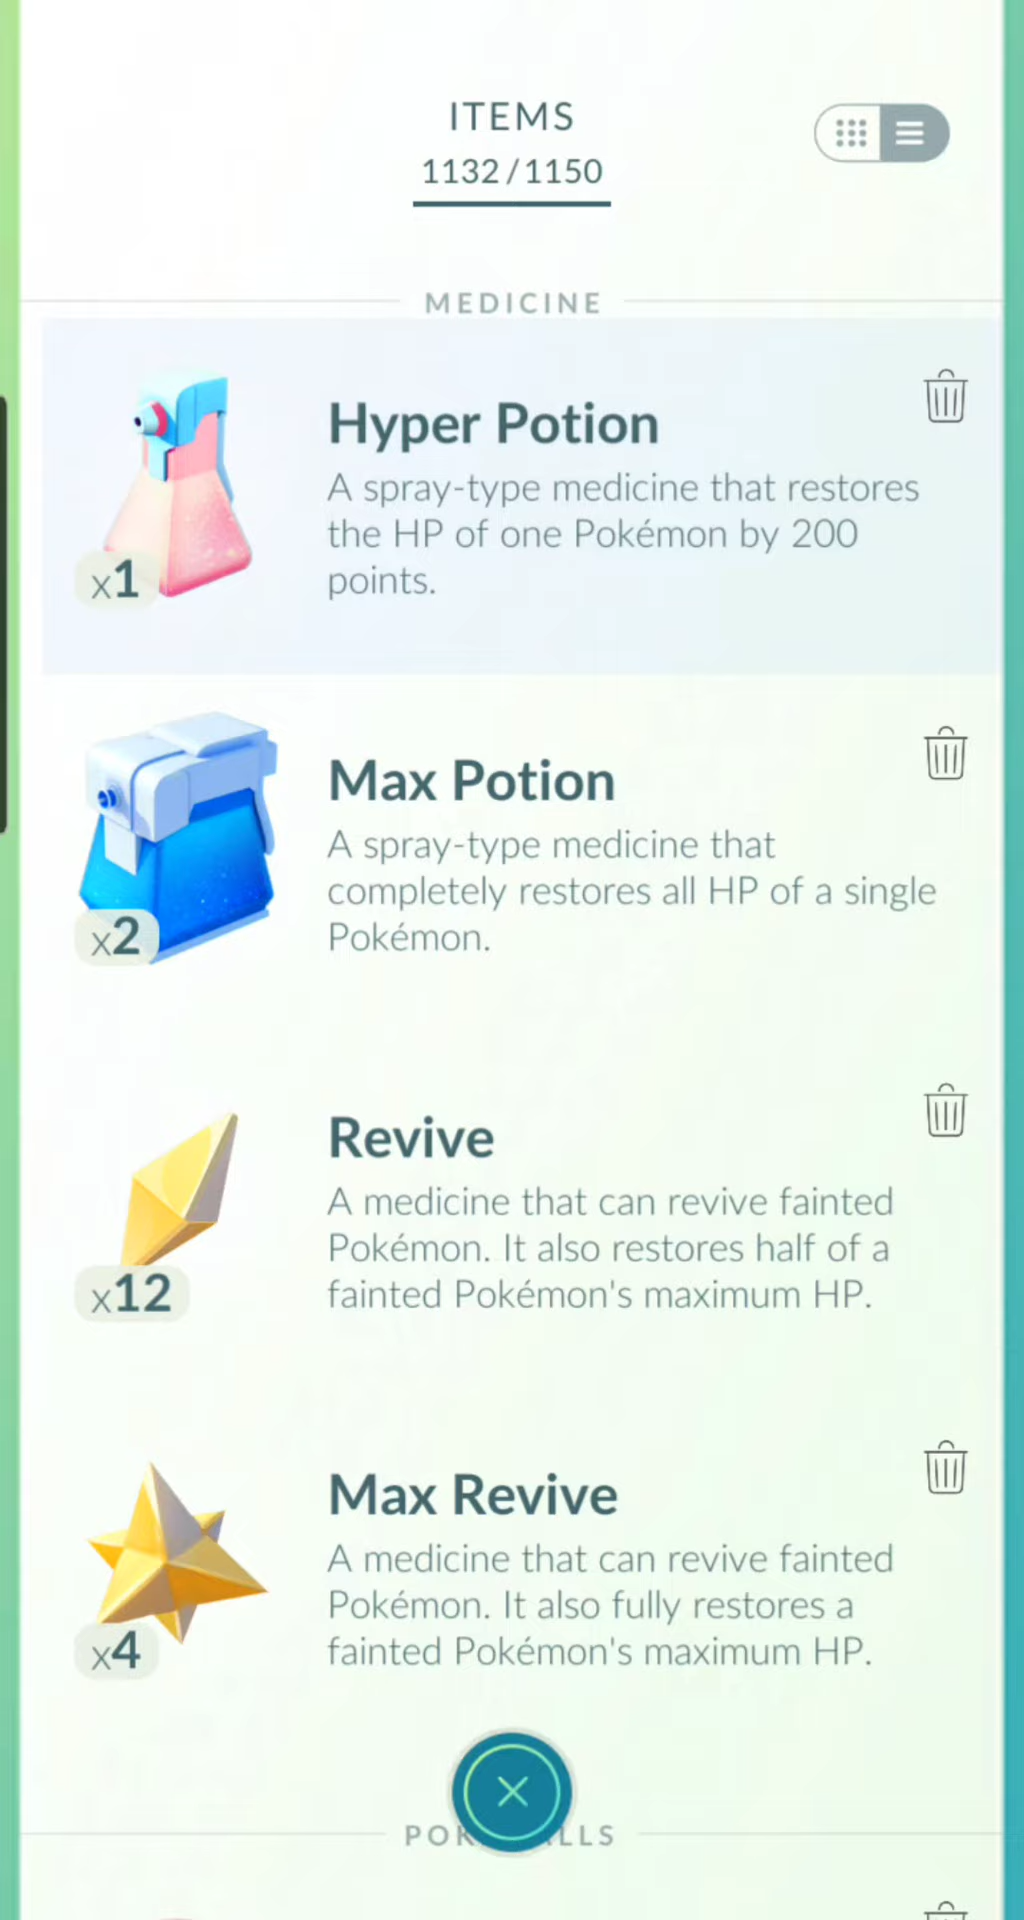 ITEMS
1132/1150
MEDICINE
Hyper Potion
A spray-type medicine that restores
the HP of one Pokémon by 200
points.
x1
Max Potion
A spray-type medicine that
completely restores all HP of a single
Pokémon.
x2
Revive
A medicine that can revive fainted
Pokémon. It also restores half of a
fainted Pokémon's maximum HP.
x12
Max Revive
A medicine that can revive fainted
Pokémon. It also fully restores a
fainted Pokémon's maximum HP.
x4